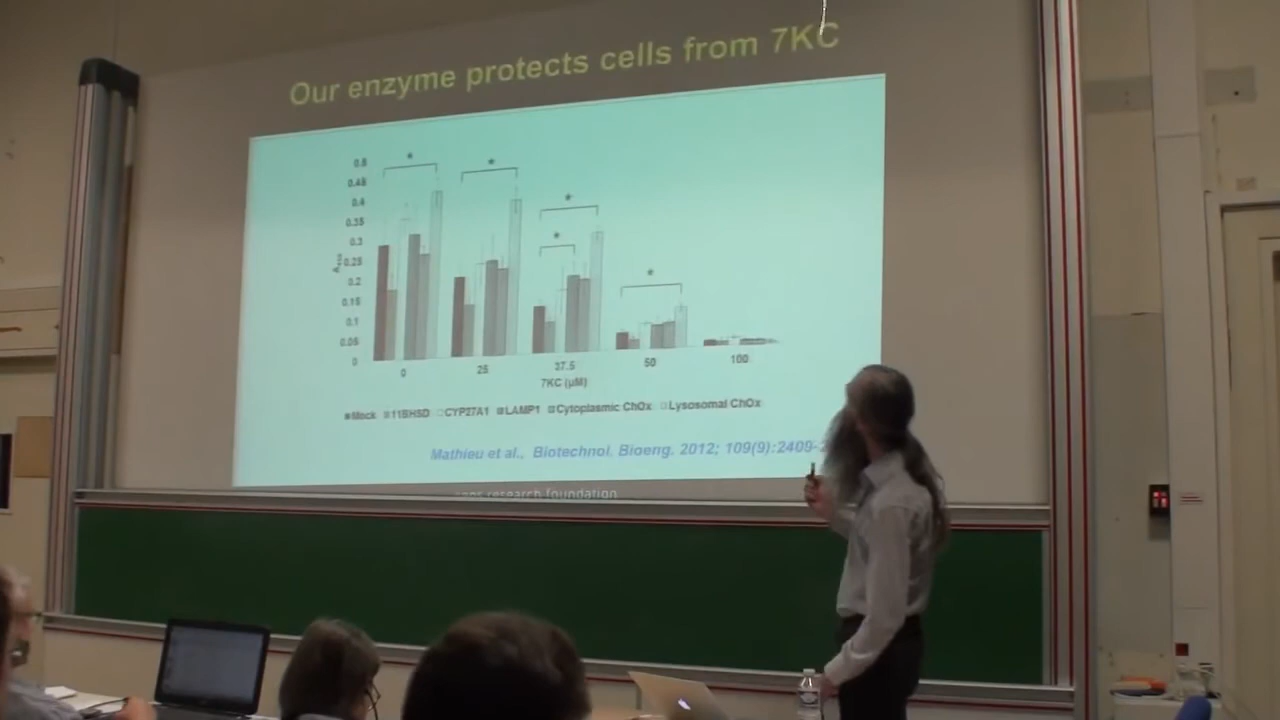 Our enzyme protects cells from 7KC
* * * * *
0.5
0.45
0.4
0.35
0.3
0.25
0.2
0.15
0.1
0.05
0
0 25 37.5 50 100
7KC (µM)
Mock 11BHSD CYP27A1 LAMP1 Cytoplasmic ChOx Lysosomal ChOx
Mathieu et al., Biotechnol. Bioeng. 2012; 109(9):2409-
sens research foundation